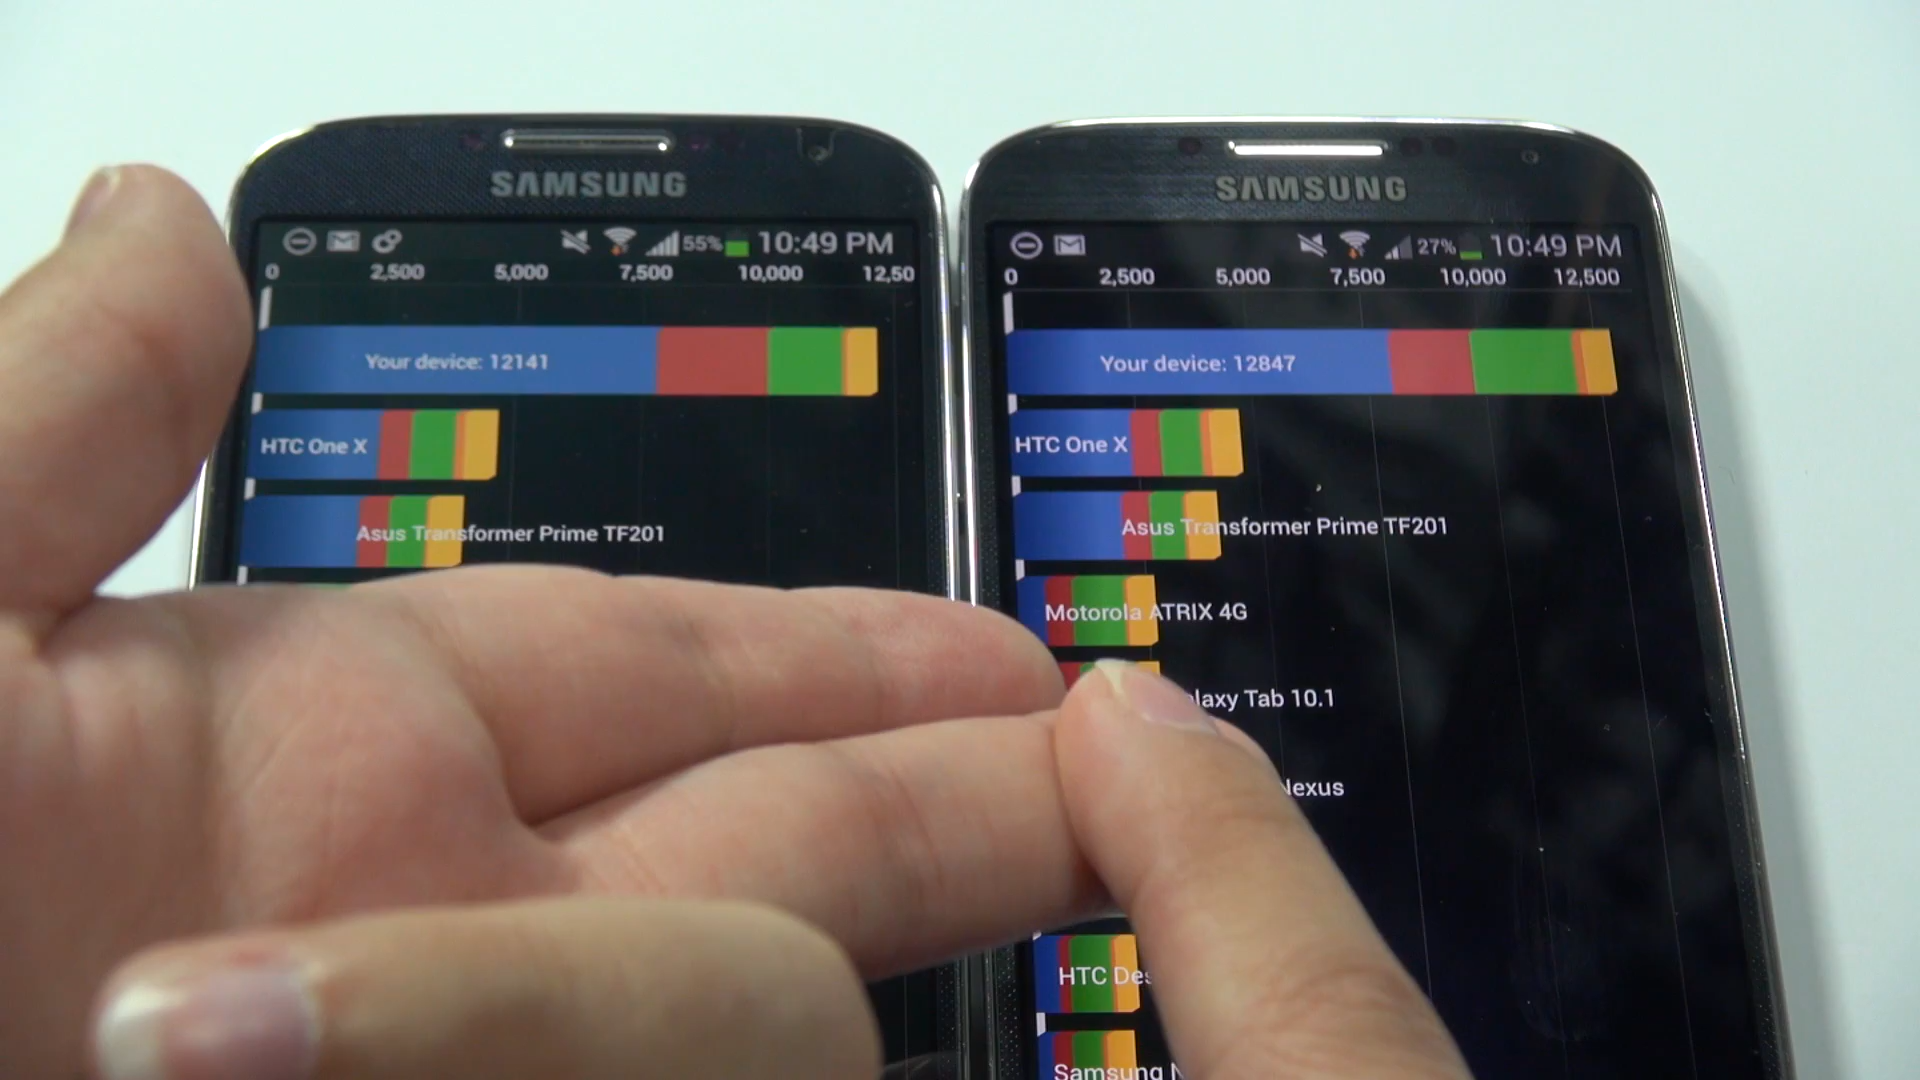 SAMSUNG
55% 10:49 PM
0 2,500 5,000 7,500 10,000 12,50
Your device: 12141
HTC One X
Asus Transformer Prime TF201
SAMSUNG
27% 10:49 PM
0 2,500 5,000 7,500 10,000 12,500
Your device: 12847
HTC One X
Asus Transformer Prime TF201
Motorola ATRIX 4G
alaxy Tab 10.1
Nexus
HTC Des
Samsung N